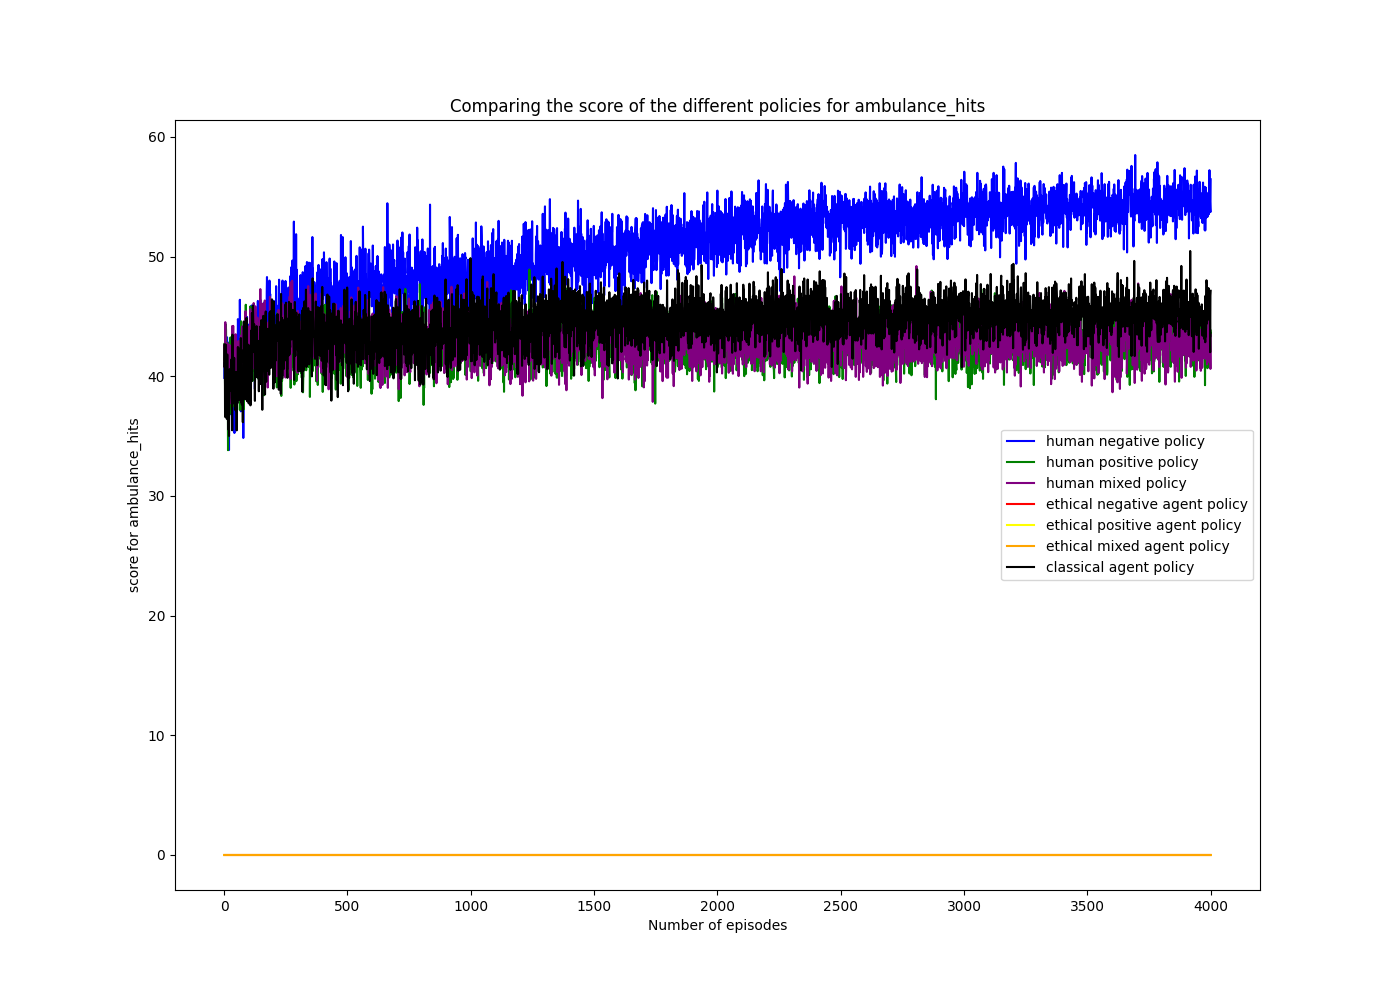 Comparing the score of the different policies for ambulance_hits
60
50
40
30
20
10
0
score for ambulance_hits
human negative policy
human positive policy
human mixed policy
ethical negative agent policy
ethical positive agent policy
ethical mixed agent policy
classical agent policy
0 500 1000 1500 2000 2500 3000 3500 4000
Number of episodes